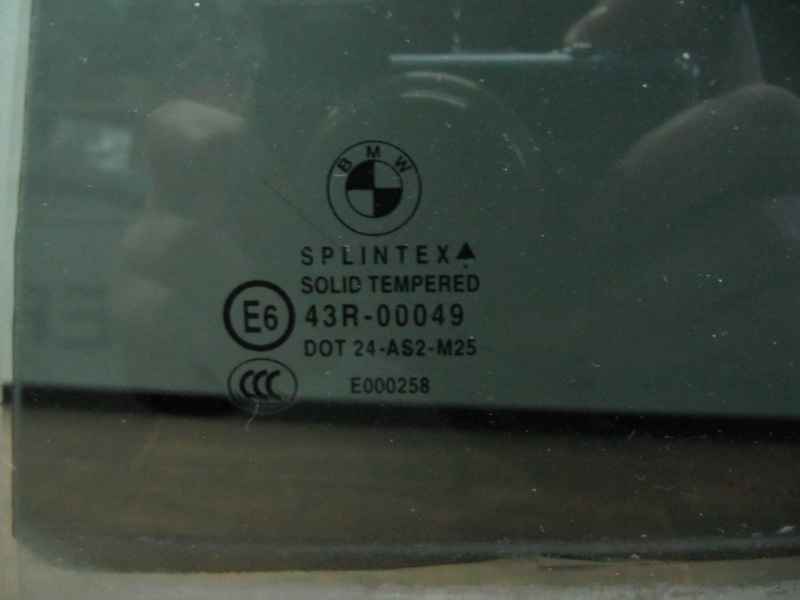 BMW
SPLINTEX
SOLID TEMPERED
E6 43R-00049
DOT 24-AS2-M25
CCC E000258